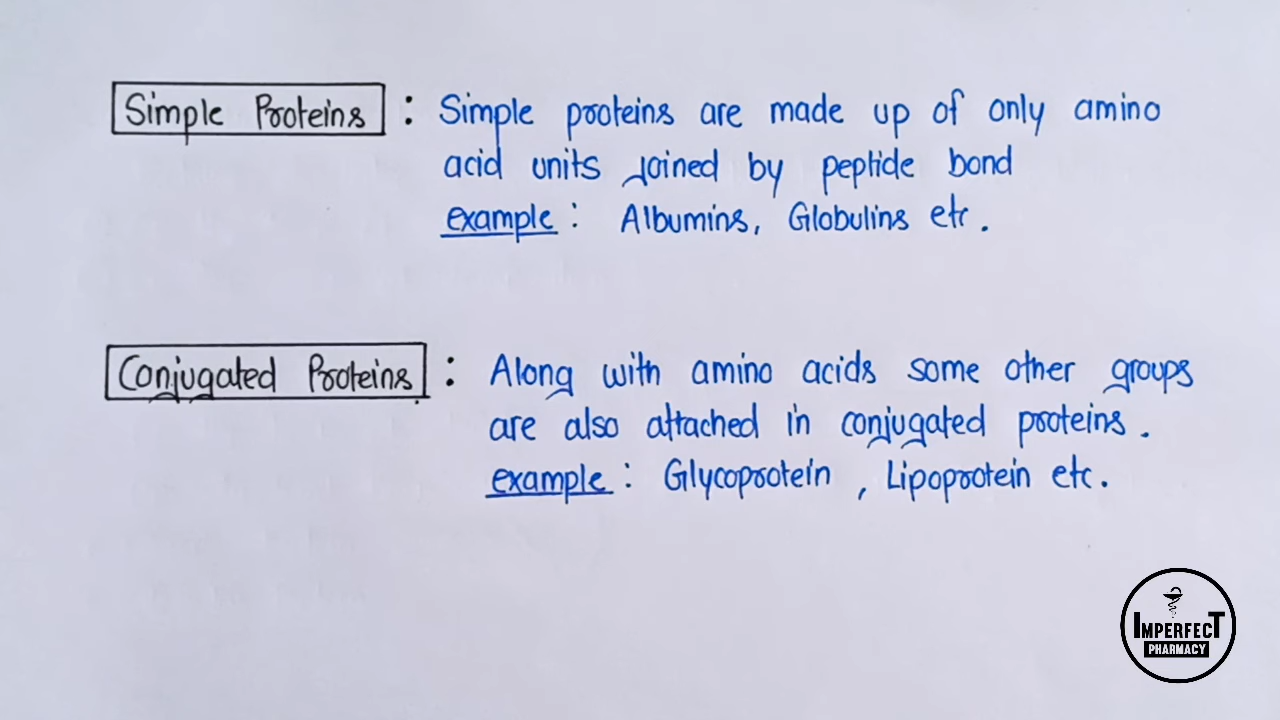 Simple Proteins : Simple proteins are made up of only amino
acid units joined by peptide bond
example : Albumins, Globulins etc.
Conjugated Proteins : Along with amino acids some other groups
are also attached in conjugated proteins.
example : Glycoprotein , Lipoprotein etc.
IMPERFECT
PHARMACY